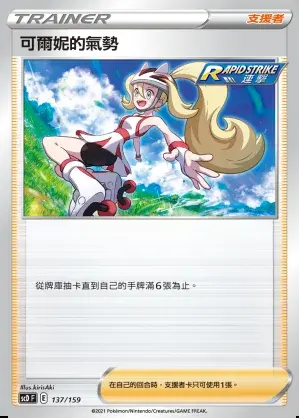 TRAINER 支援者
可爾妮的氣勢
RAPID STRIKE
連擊
從牌庫抽卡直到自己的手牌滿6張為止。
Illus.kirisAki
scD F E 137/159
在自己的回合時，支援者卡只可使用1張。
©2021 Pokémon/Nintendo/Creatures/GAME FREAK.